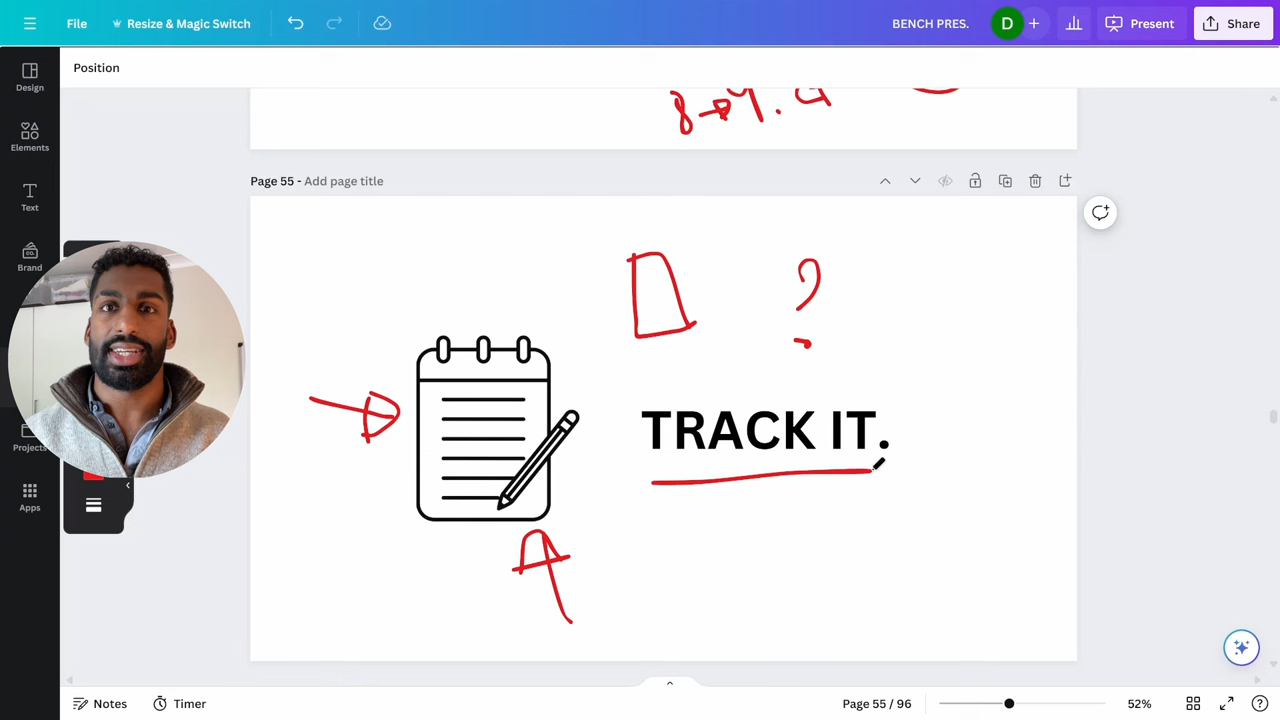 File
Resize & Magic Switch
BENCH PRES.
D
+
Present
Share
Position
Design
Elements
Text
Brand
Projects
Apps
8
Page 55 - Add page title
?
TRACK IT.
Notes
Timer
Page 55 / 96
52%
?